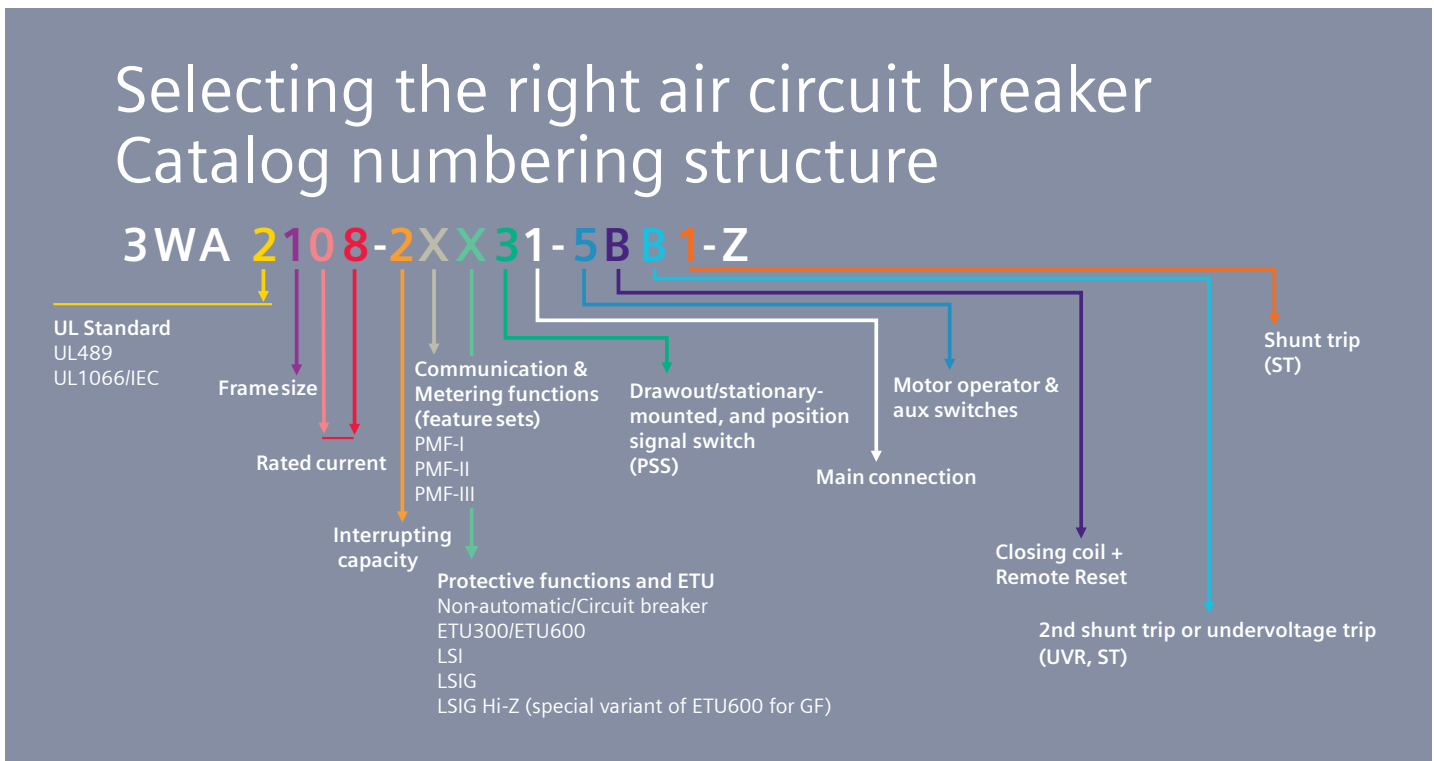 Selecting the right air circuit breaker
Catalog numbering structure
3WA 2108-2XX31-5BB1-Z
UL Standard
UL489
UL1066/IEC
Frame size
Rated current
Interrupting
capacity
Communication &
Metering functions
(feature sets)
PMF-I
PMF-II
PMF-III
Protective functions and ETU
Non-automatic/Circuit breaker
ETU300/ETU600
LSI
LSIG
LSIG Hi-Z (special variant of ETU600 for GF)
Drawout/stationary-
mounted, and position
signal switch
(PSS)
Main connection
Motor operator &
aux switches
Closing coil +
Remote Reset
2nd shunt trip or undervoltage trip
(UVR, ST)
Shunt trip
(ST)